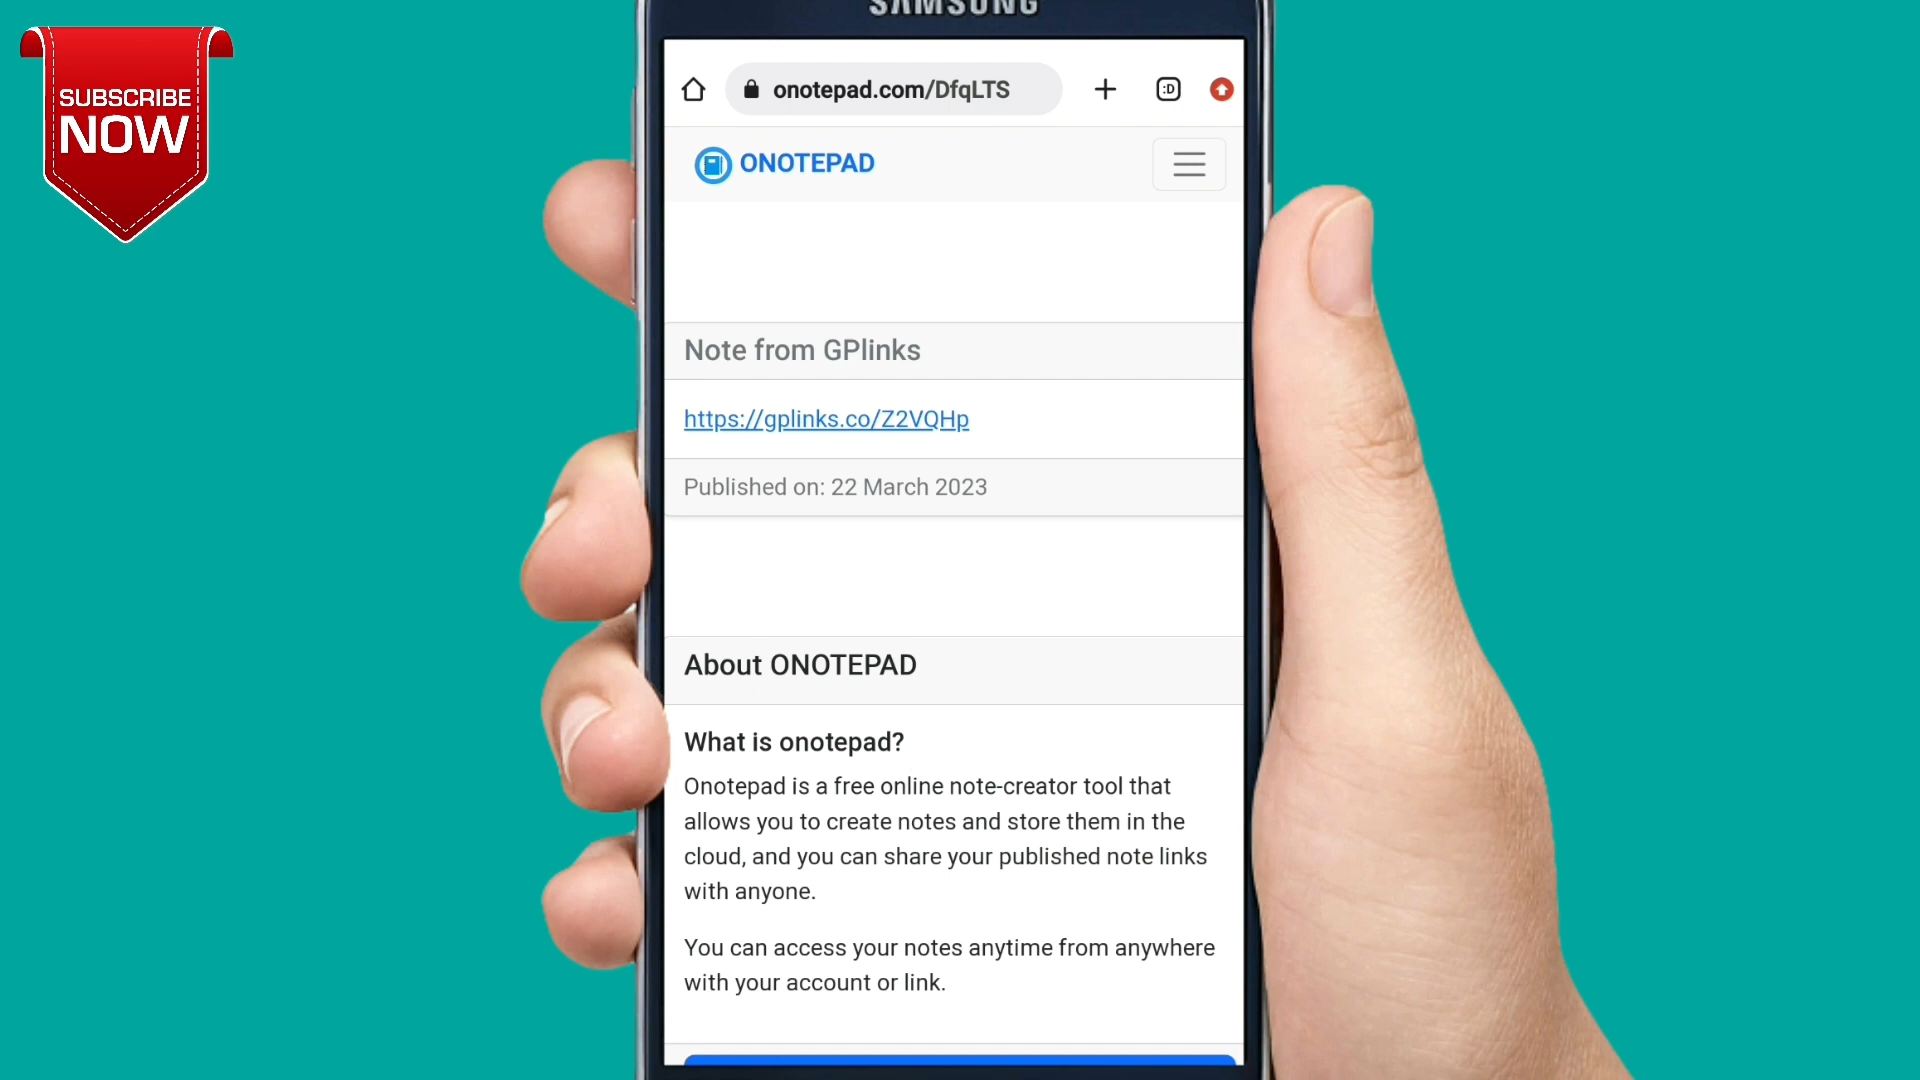 SAMSUNG
SUBSCRIBE
NOW
onotepad.com/DfqLTS
:D
ONOTEPAD
Note from GPlinks
https://gplinks.co/Z2VQHp
Published on: 22 March 2023
About ONOTEPAD
What is onotepad?
Onotepad is a free online note-creator tool that
allows you to create notes and store them in the
cloud, and you can share your published note links
with anyone.
You can access your notes anytime from anywhere
with your account or link.